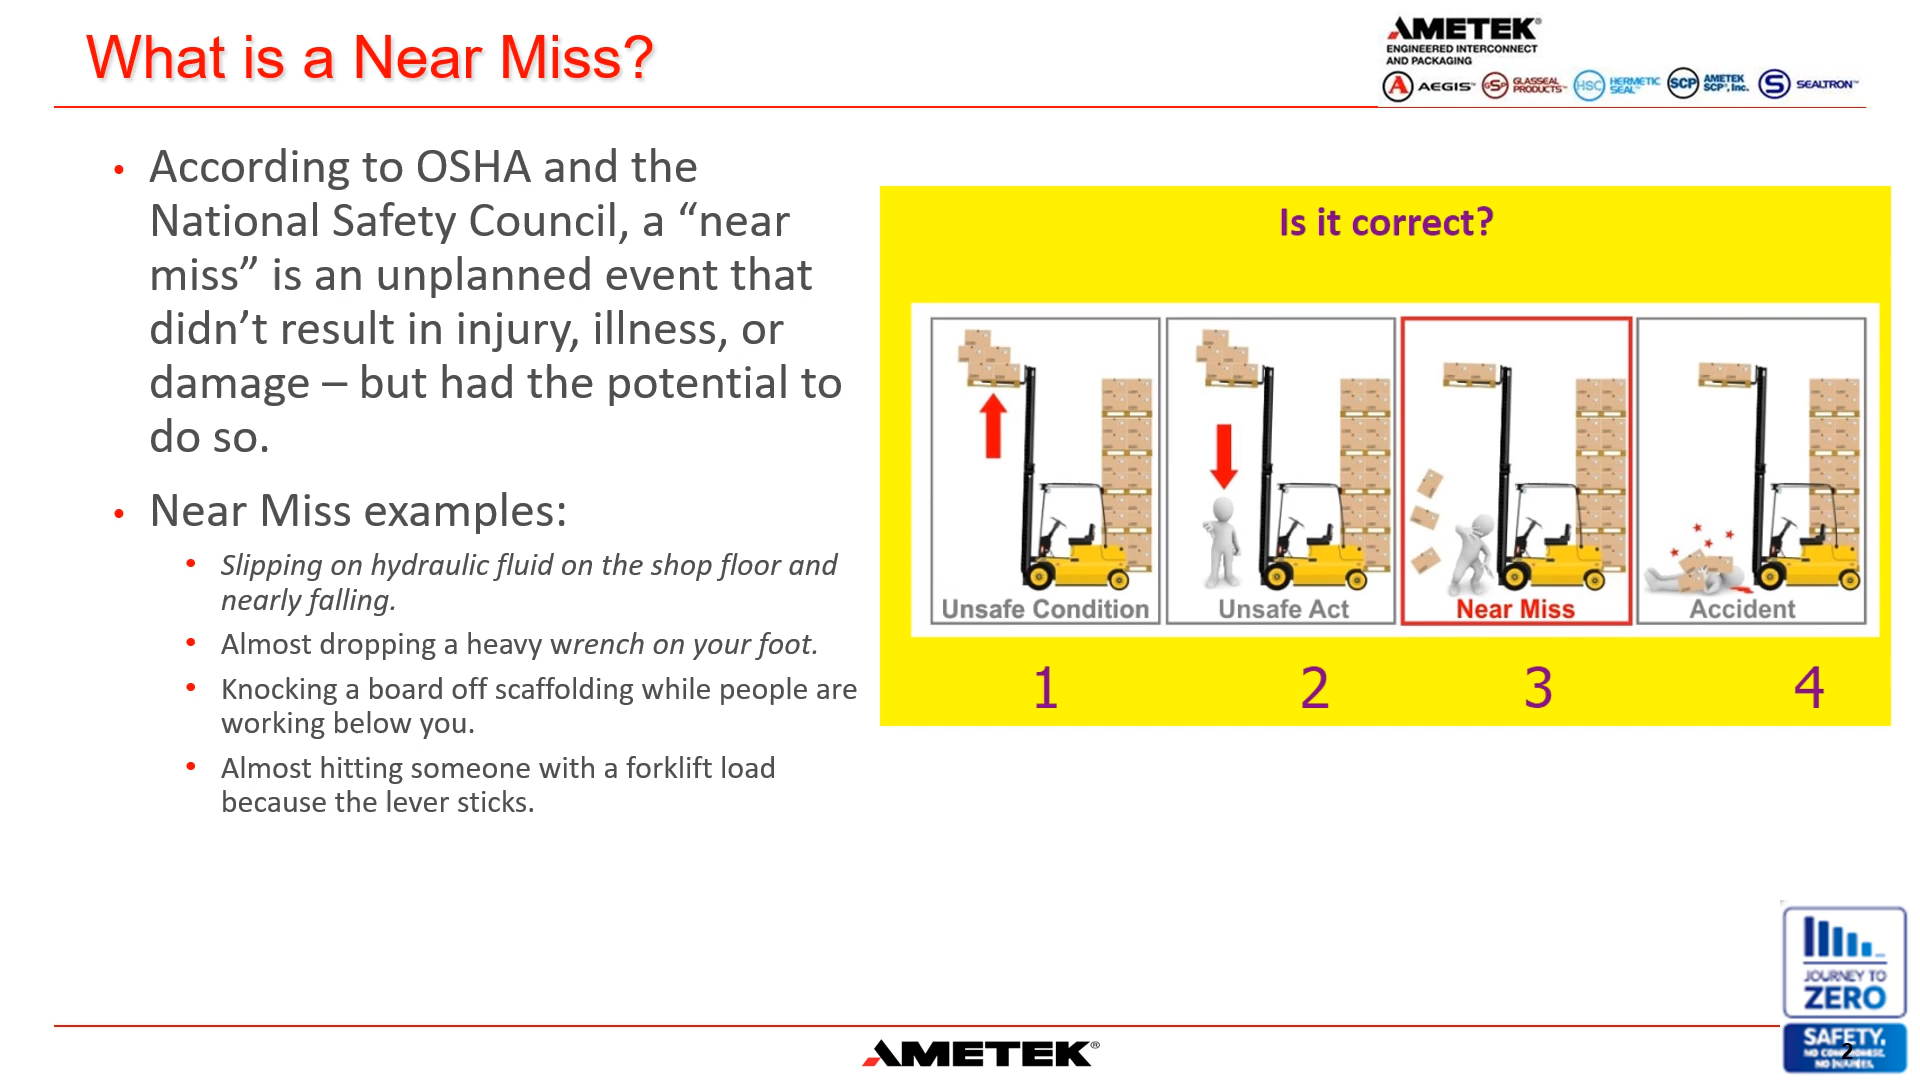 What is a Near Miss?
AMETEK®
ENGINEERED INTERCONNECT
AND PACKAGING
A AEGIS™ GSP GLASSEAL PRODUCTS™ HSC HERMETIC SEAL™ SCP AMETEK SCP®, Inc. S SEALTRON™
• According to OSHA and the
National Safety Council, a “near
miss” is an unplanned event that
didn’t result in injury, illness, or
damage – but had the potential to
do so.
• Near Miss examples:
• Slipping on hydraulic fluid on the shop floor and
nearly falling.
• Almost dropping a heavy wrench on your foot.
• Knocking a board off scaffolding while people are
working below you.
• Almost hitting someone with a forklift load
because the lever sticks.
Is it correct?
Unsafe Condition
Unsafe Act
Near Miss
Accident
1 2 3 4
JOURNEY TO
ZERO
SAFETY.
NO COMPROMISE.
NO INJURIES.
2
AMETEK®